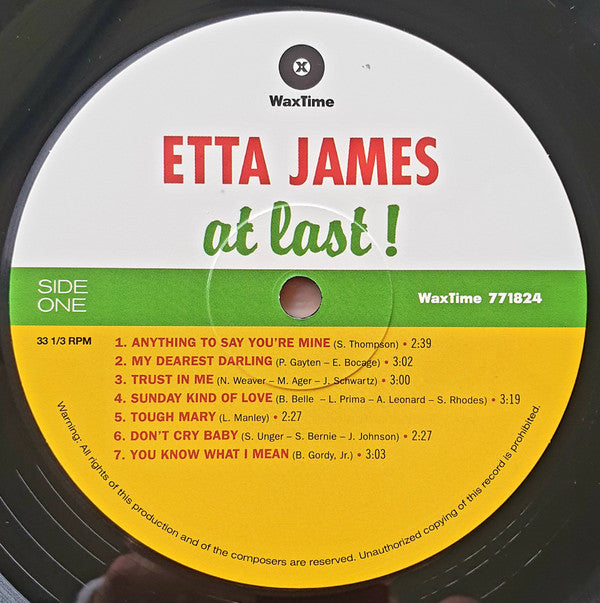 WaxTime
ETTA JAMES
at last!
SIDE
ONE
WaxTime 771824
33 1/3 RPM
1. ANYTHING TO SAY YOU'RE MINE (S. Thompson) • 2:39
2. MY DEAREST DARLING (P. Gayten – E. Bocage) • 3:02
3. TRUST IN ME (N. Weaver – M. Ager – J. Schwartz) • 3:00
4. SUNDAY KIND OF LOVE (B. Belle – L. Prima – A. Leonard – S. Rhodes) • 3:19
5. TOUGH MARY (L. Manley) • 2:27
6. DON'T CRY BABY (S. Unger – S. Bernie – J. Johnson) • 2:27
7. YOU KNOW WHAT I MEAN (B. Gordy, Jr.) • 3:03
Warning: All rights of this production and of the composers are reserved. Unauthorized copying of this record is prohibited.